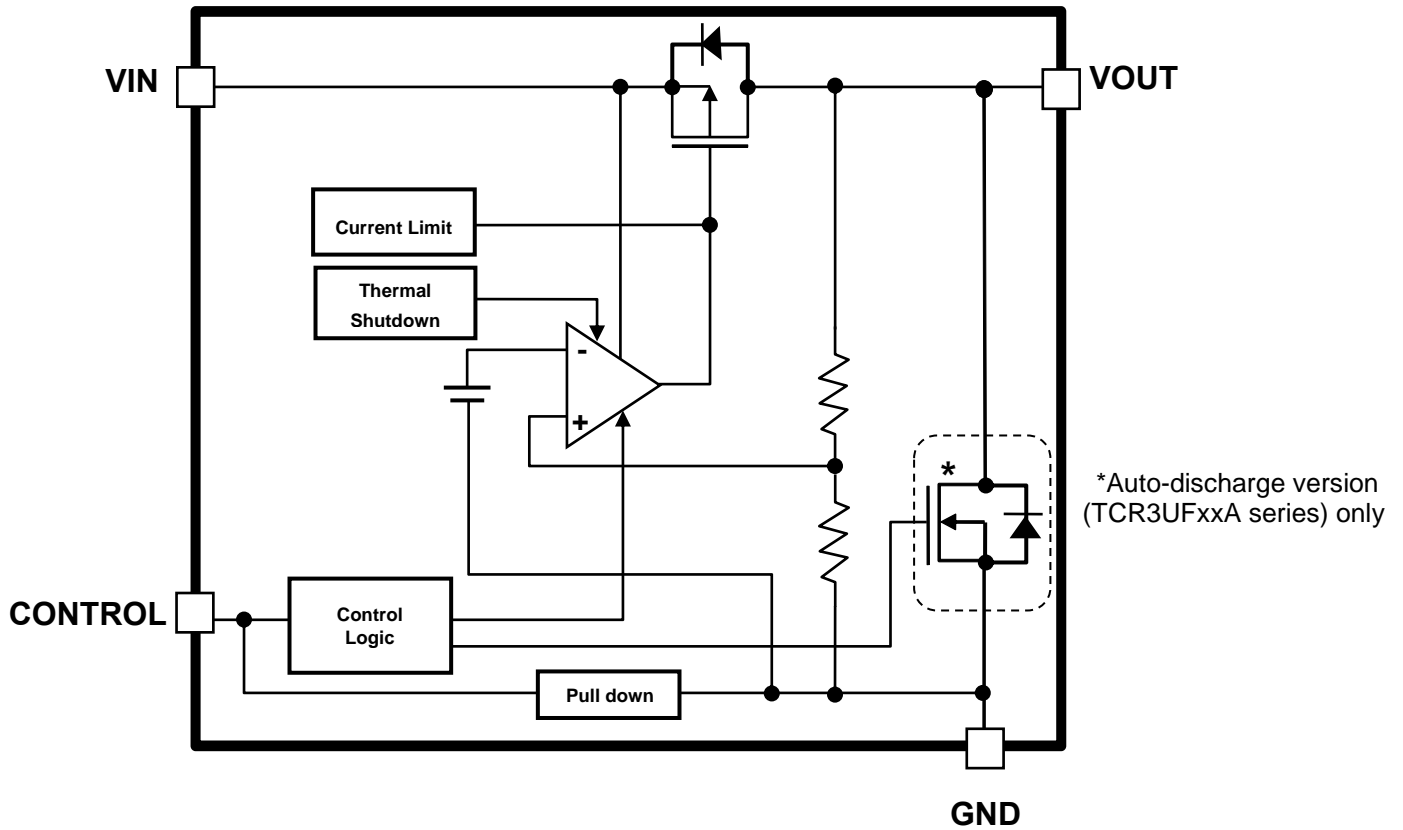 VIN
VOUT
Current Limit
Thermal
Shutdown
-
+
*
*Auto-discharge version
(TCR3UFxxA series) only
CONTROL
Control
Logic
Pull down
GND